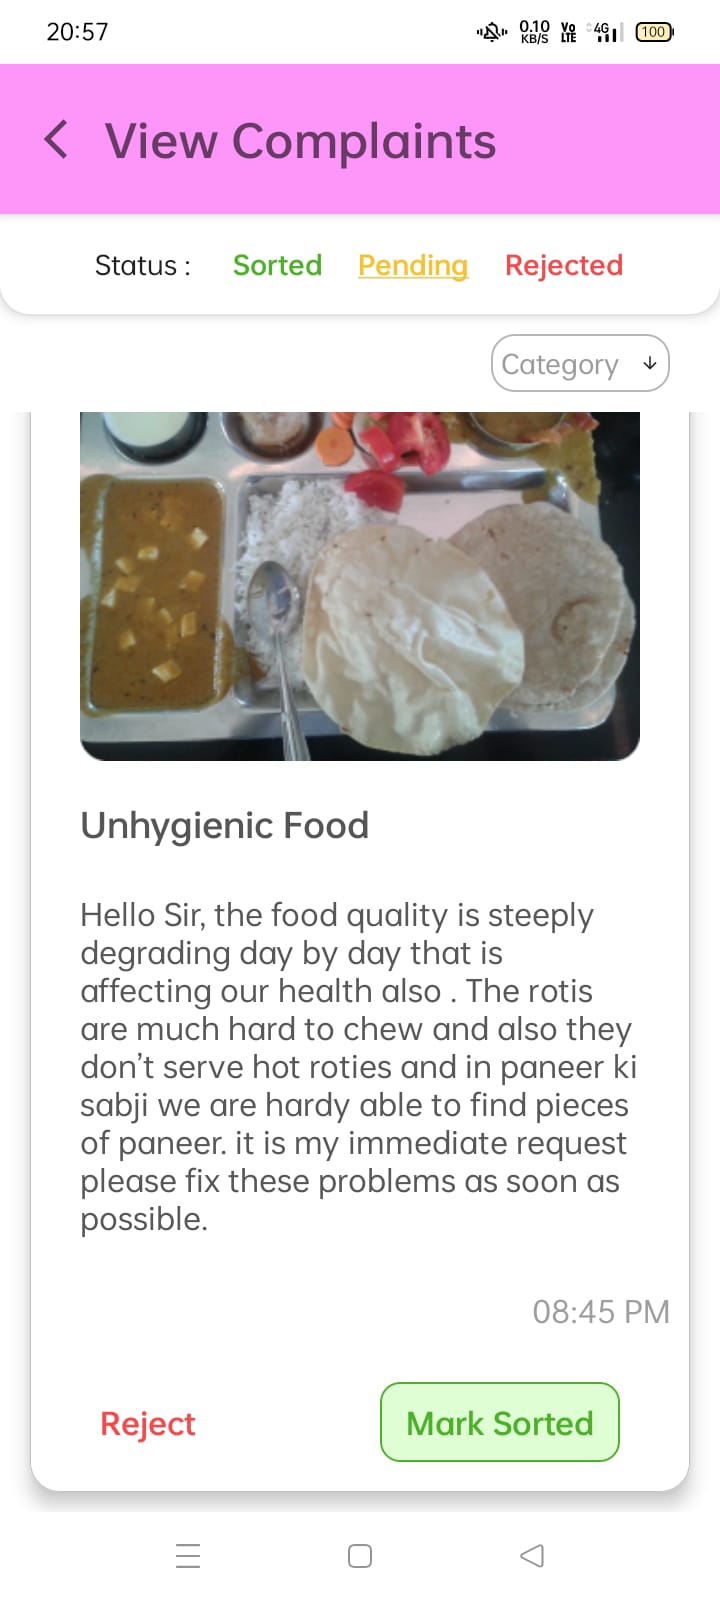 20:57
0.10 KB/S Vo LTE 4G 100
View Complaints
Status : Sorted Pending Rejected
Category
Unhygienic Food
Hello Sir, the food quality is steeply
degrading day by day that is
affecting our health also . The rotis
are much hard to chew and also they
don't serve hot roties and in paneer ki
sabji we are hardy able to find pieces
of paneer. it is my immediate request
please fix these problems as soon as
possible.
08:45 PM
Reject Mark Sorted